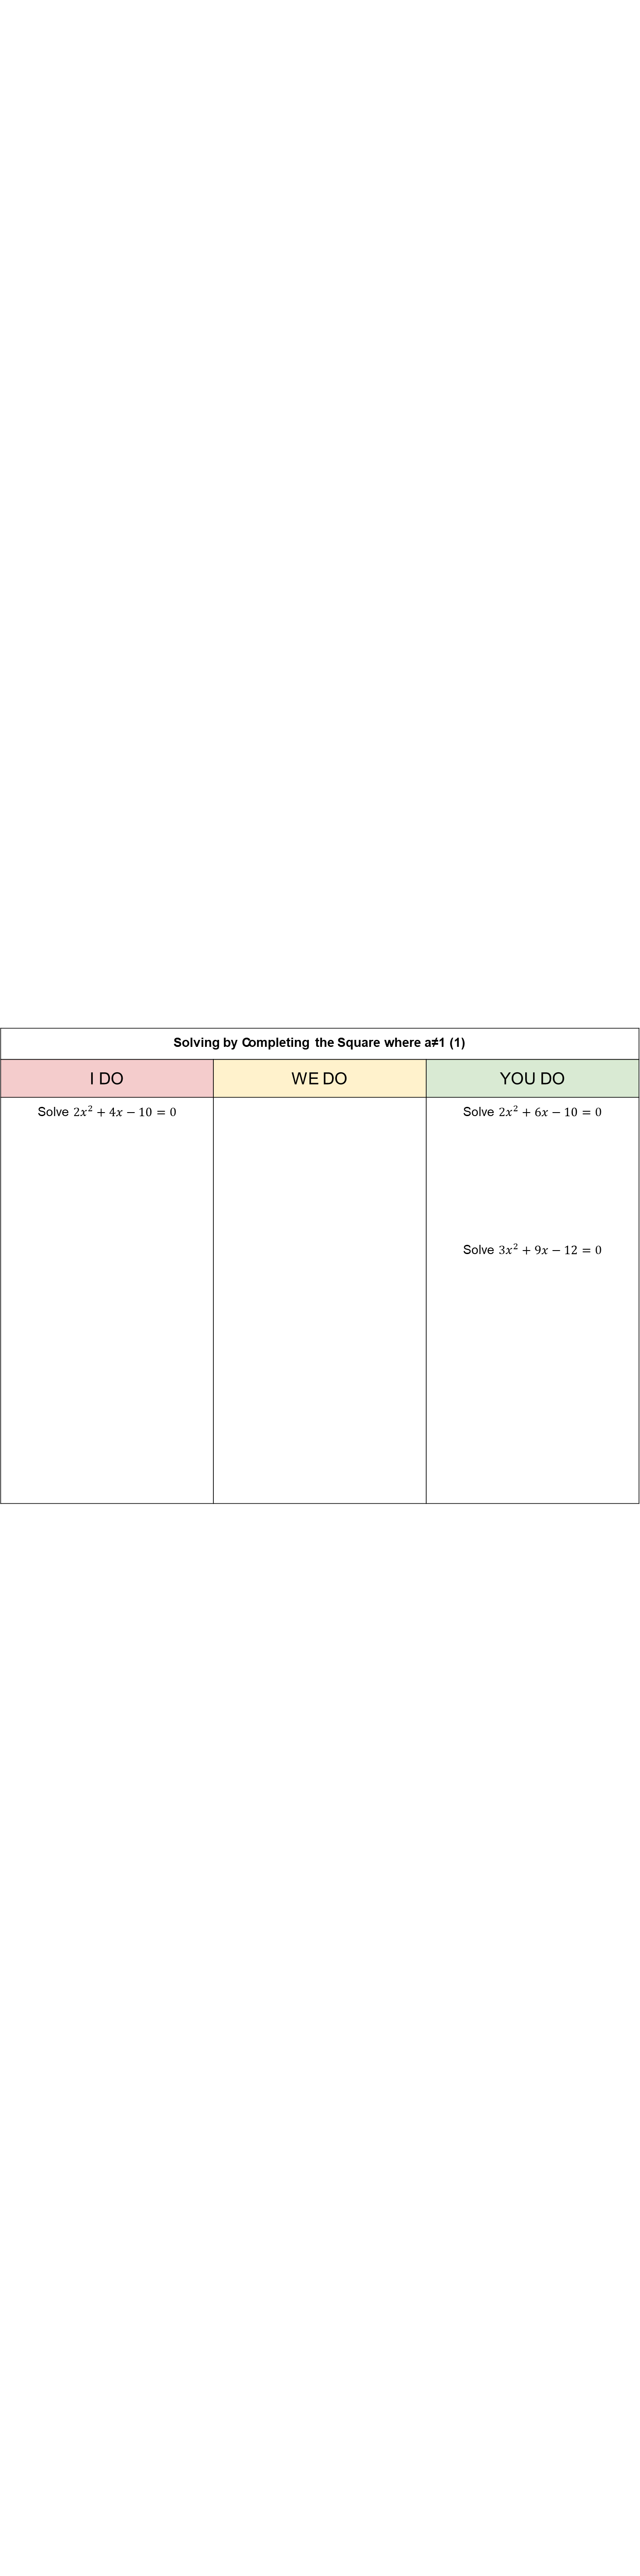 Solving by Completing the Square where a≠1 (1)
I DO
WE DO
YOU DO
Solve 2x² + 4x − 10 = 0
Solve 2x² + 6x − 10 = 0
Solve 3x² + 9x − 12 = 0